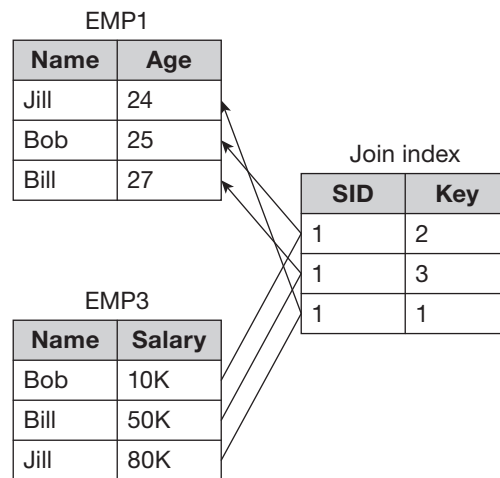 EMP1
Name Age
Jill 24
Bob 25
Bill 27
Join index
SID Key
1 2
1 3
1 1
EMP3
Name Salary
Bob 10K
Bill 50K
Jill 80K